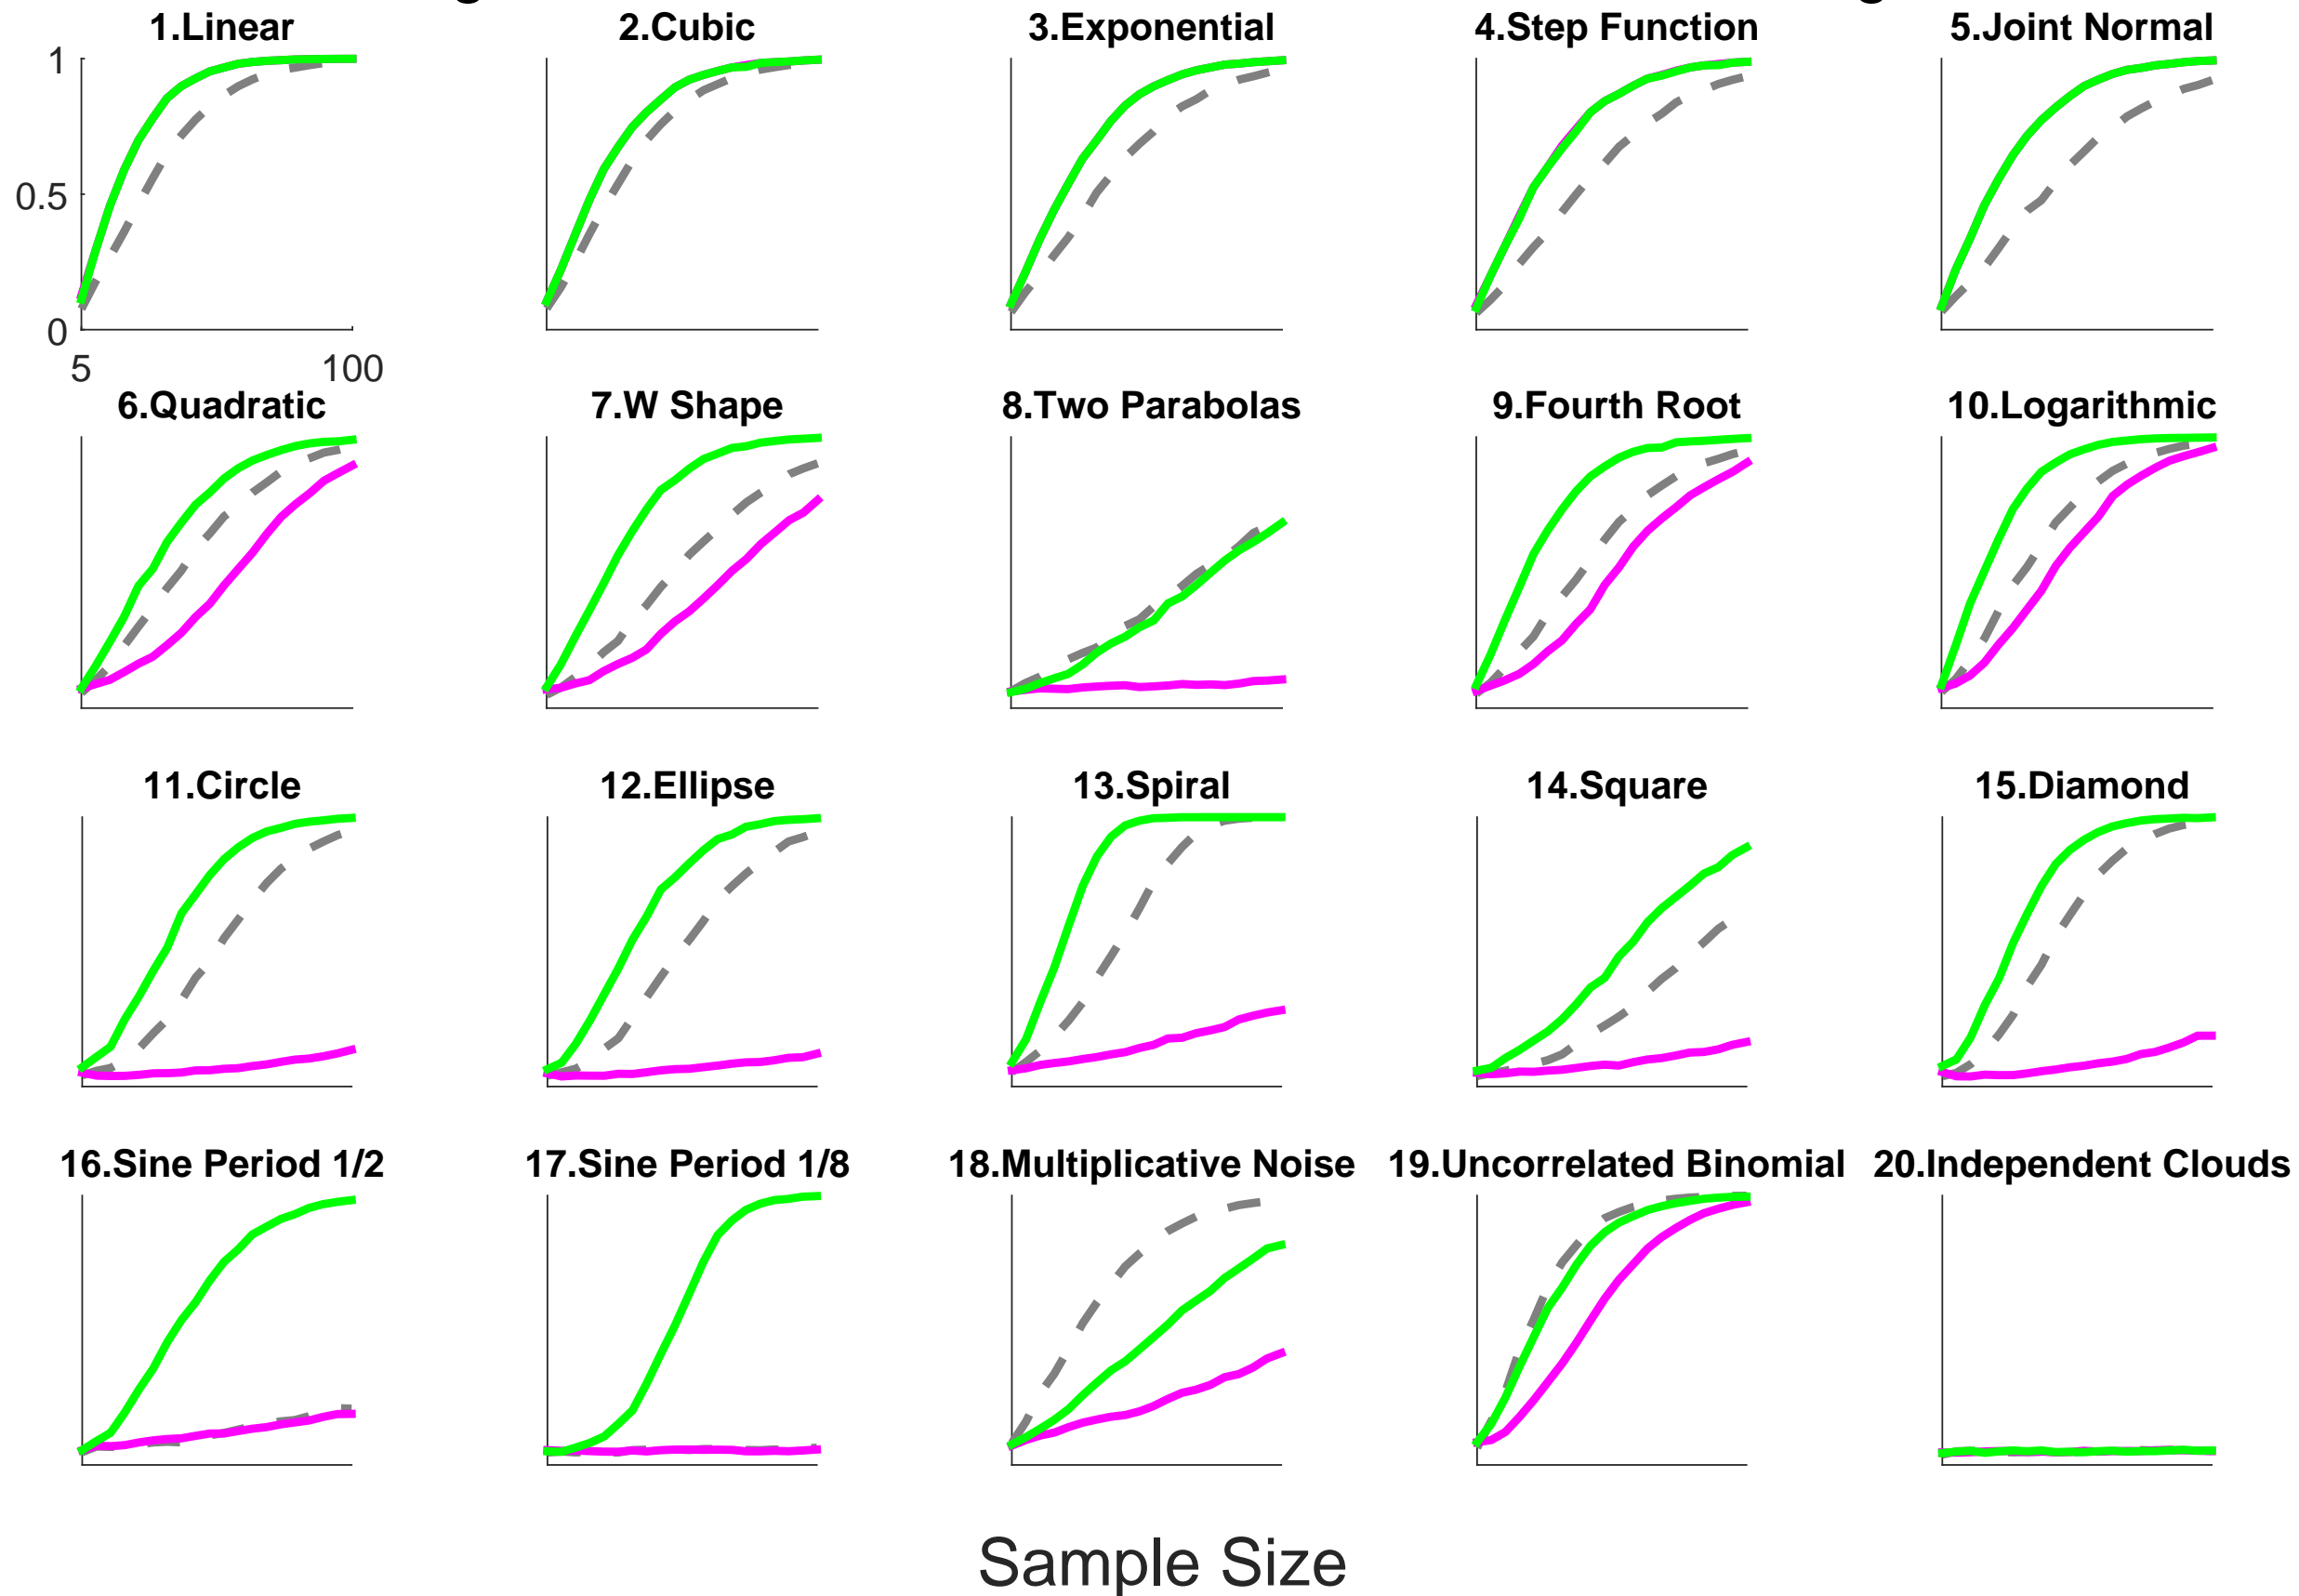 1.Linear 2.Cubic 3.Exponential 4.Step Function 5.Joint Normal
1
0.5
0
5 100
6.Quadratic 7.W Shape 8.Two Parabolas 9.Fourth Root 10.Logarithmic
11.Circle 12.Ellipse 13.Spiral 14.Square 15.Diamond
16.Sine Period 1/2 17.Sine Period 1/8 18.Multiplicative Noise 19.Uncorrelated Binomial 20.Independent Clouds
Sample Size